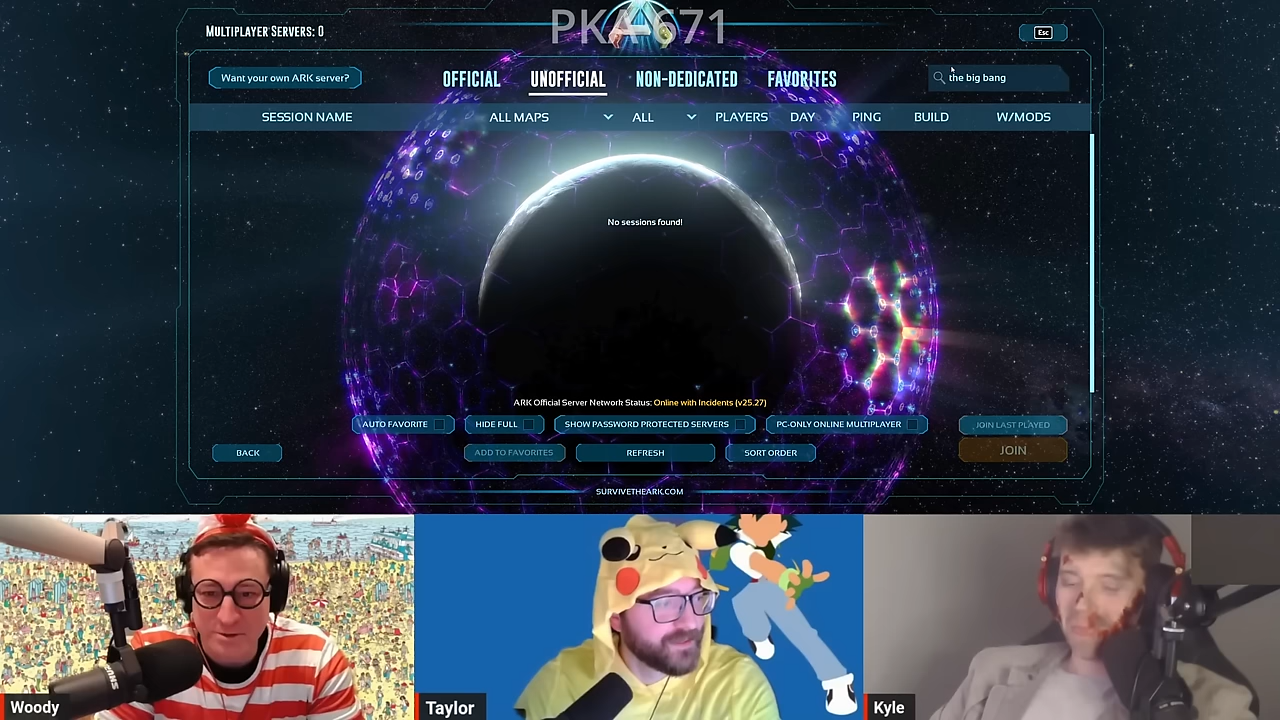 PKA 671
MULTIPLAYER SERVERS: 0
Esc
Want your own ARK server?
OFFICIAL
UNOFFICIAL
NON-DEDICATED
FAVORITES
the big bang
SESSION NAME
ALL MAPS
ALL
PLAYERS
DAY
PING
BUILD
W/MODS
No sessions found!
ARK Official Server Network Status: Online with Incidents (v25.27)
AUTO FAVORITE
HIDE FULL
SHOW PASSWORD PROTECTED SERVERS
PC-ONLY ONLINE MULTIPLAYER
JOIN LAST PLAYED
BACK
ADD TO FAVORITES
REFRESH
SORT ORDER
JOIN
SURVIVETHEARK.COM
Woody
Taylor
Kyle